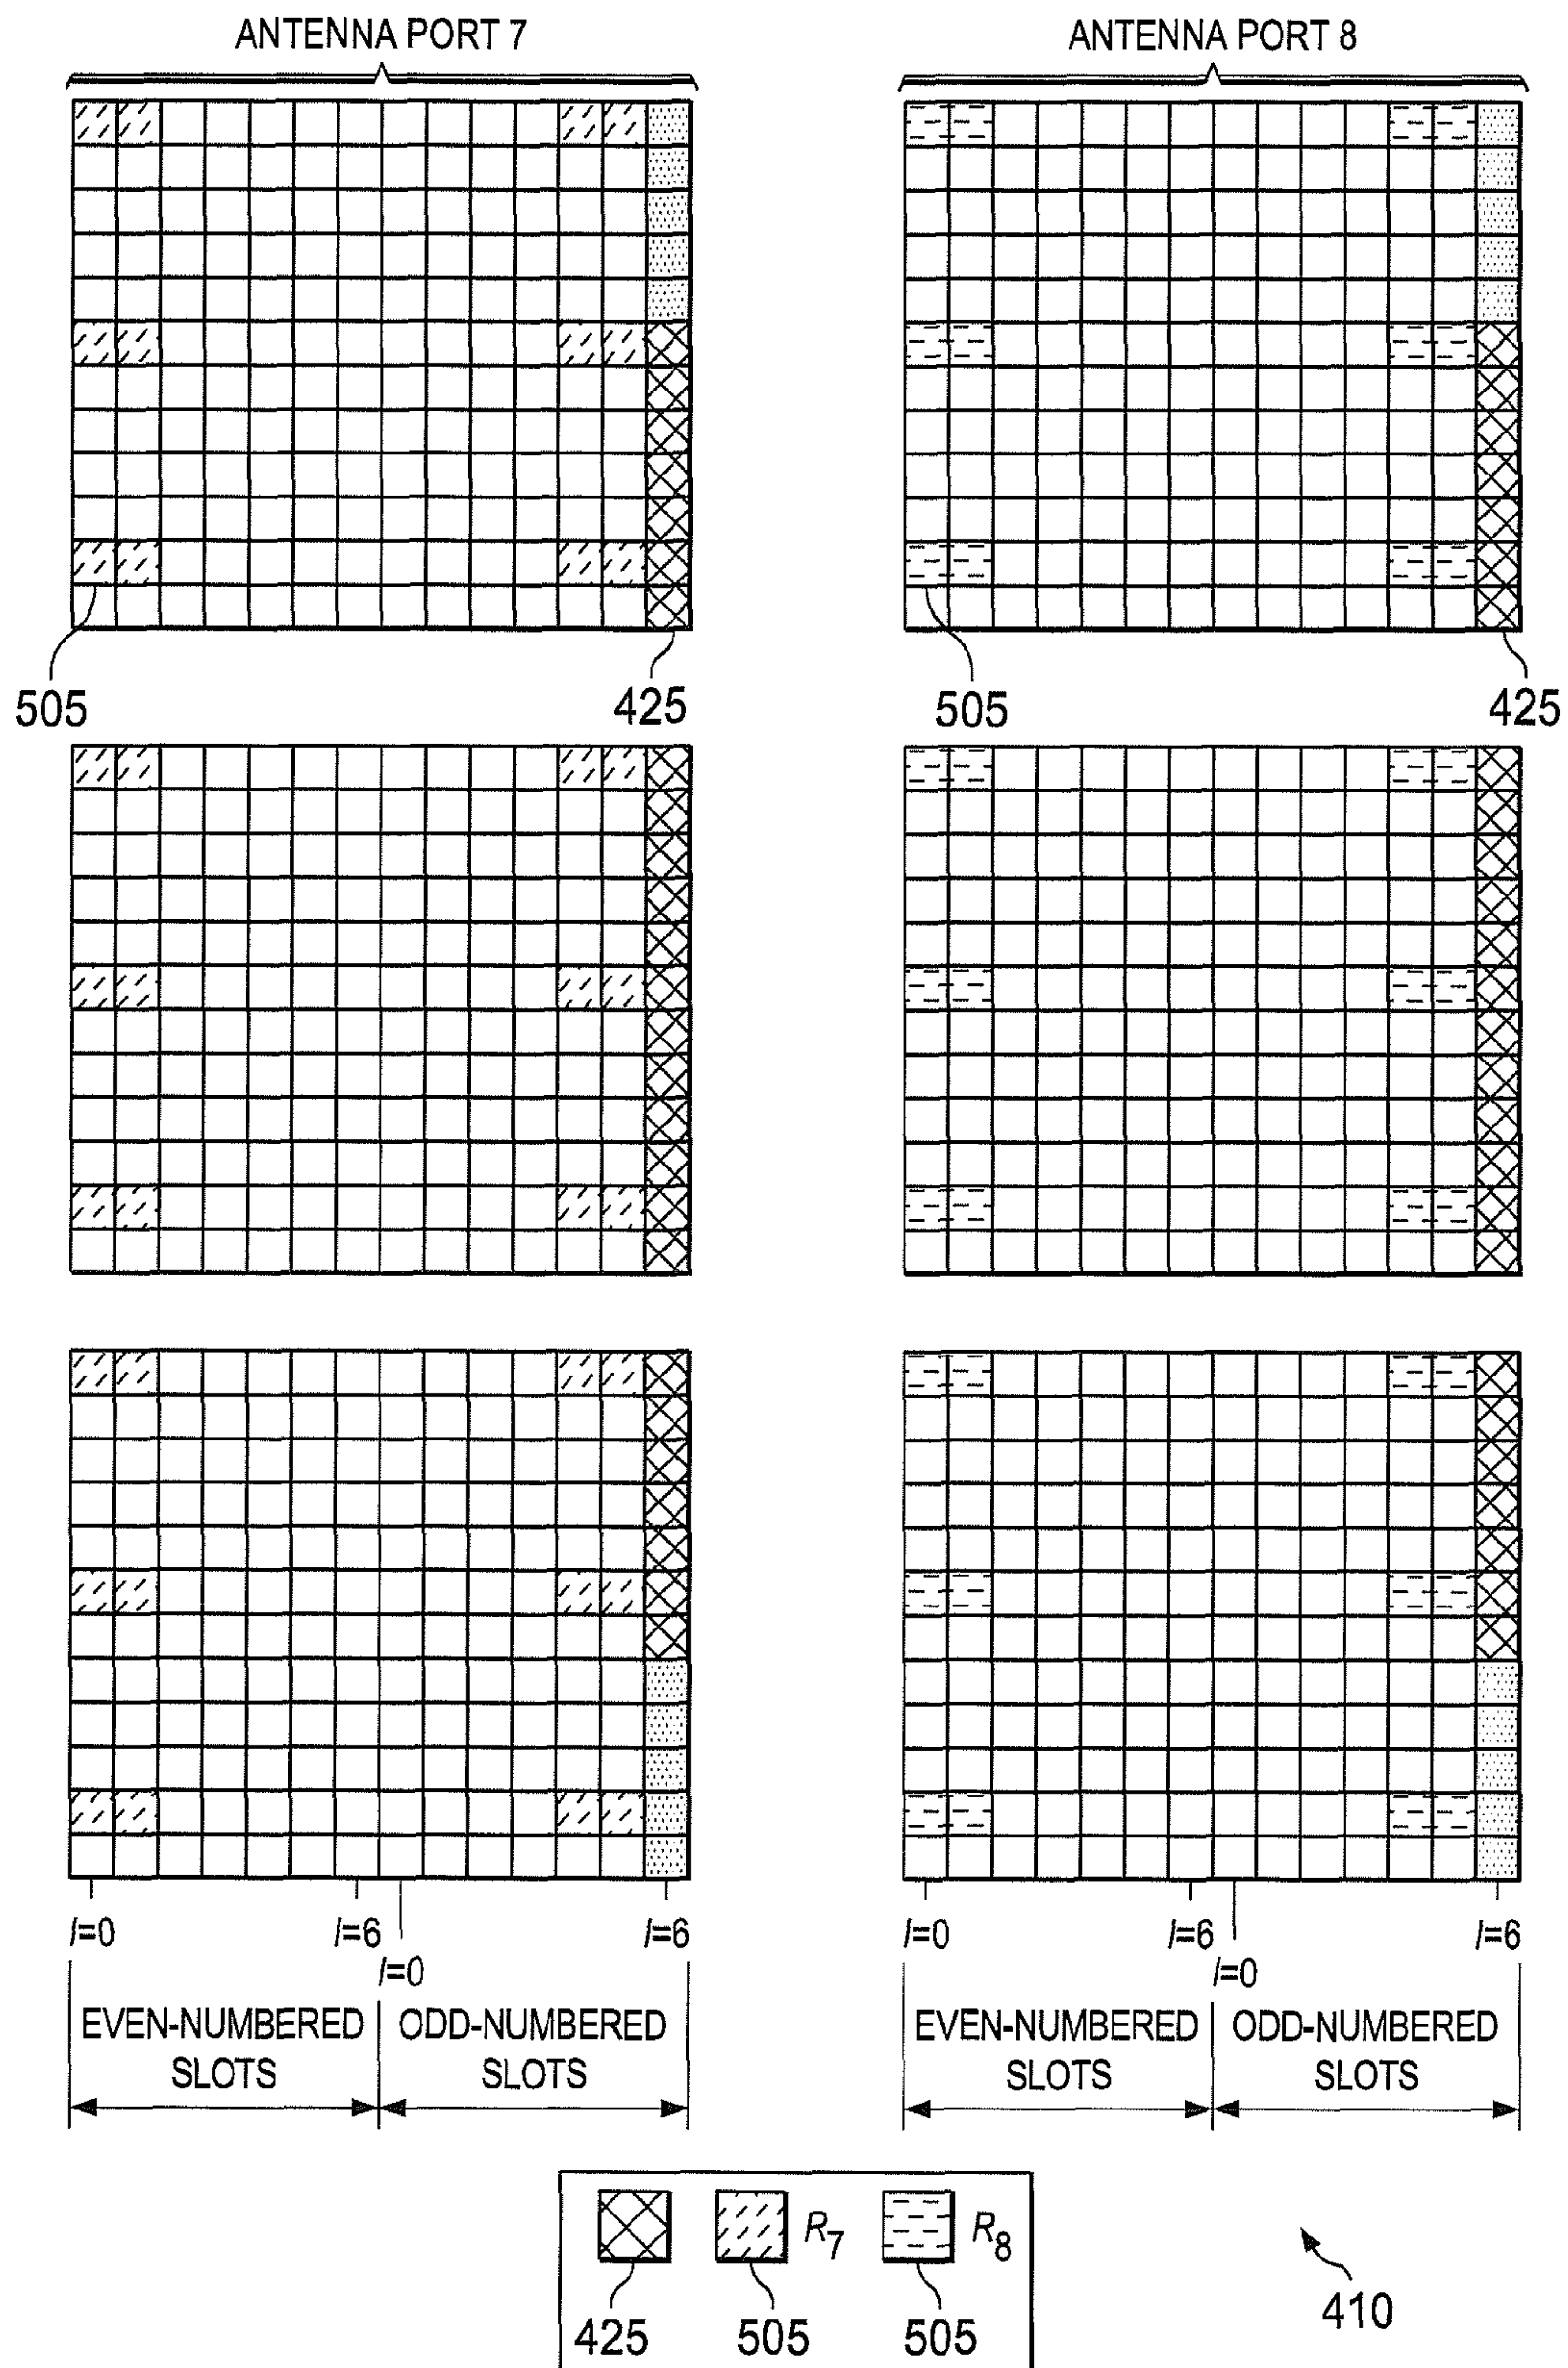 ANTENNA PORT 7
ANTENNA PORT 8
505
425
505
425
l=0
l=6
l=0
l=6
l=0
l=6
l=0
l=6
EVEN-NUMBERED
SLOTS
ODD-NUMBERED
SLOTS
EVEN-NUMBERED
SLOTS
ODD-NUMBERED
SLOTS
R7
R8
425
505
505
410